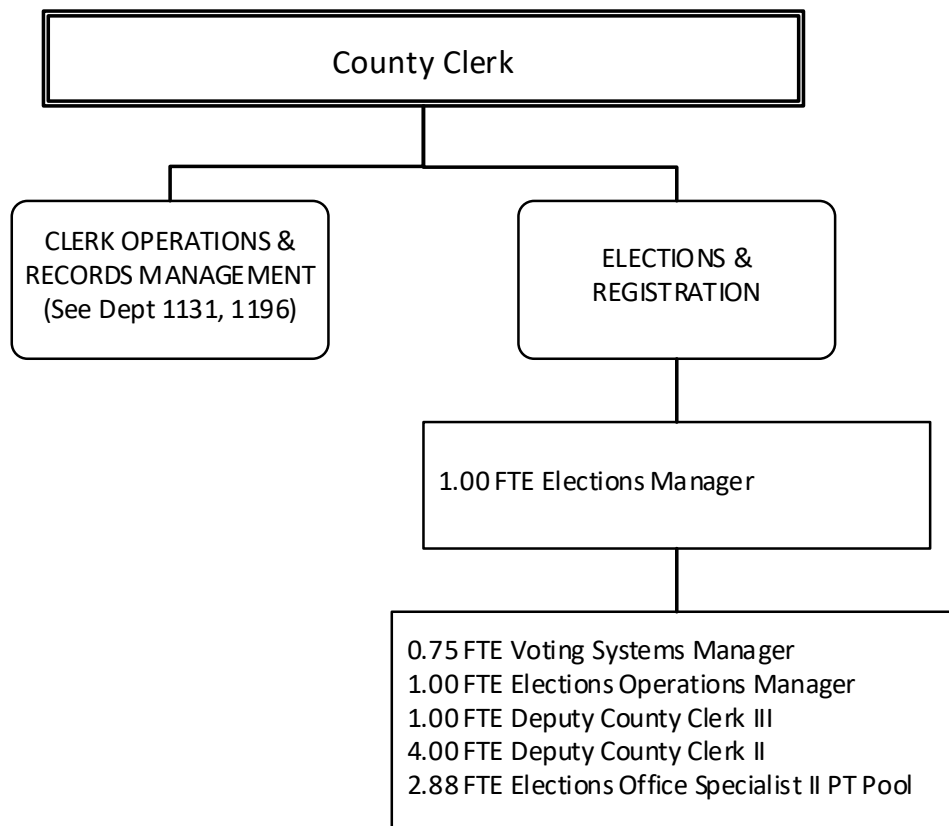 County Clerk
CLERK OPERATIONS &
RECORDS MANAGEMENT
(See Dept 1131, 1196)
ELECTIONS &
REGISTRATION
1.00 FTE Elections Manager
0.75 FTE Voting Systems Manager
1.00 FTE Elections Operations Manager
1.00 FTE Deputy County Clerk III
4.00 FTE Deputy County Clerk II
2.88 FTE Elections Office Specialist II PT Pool